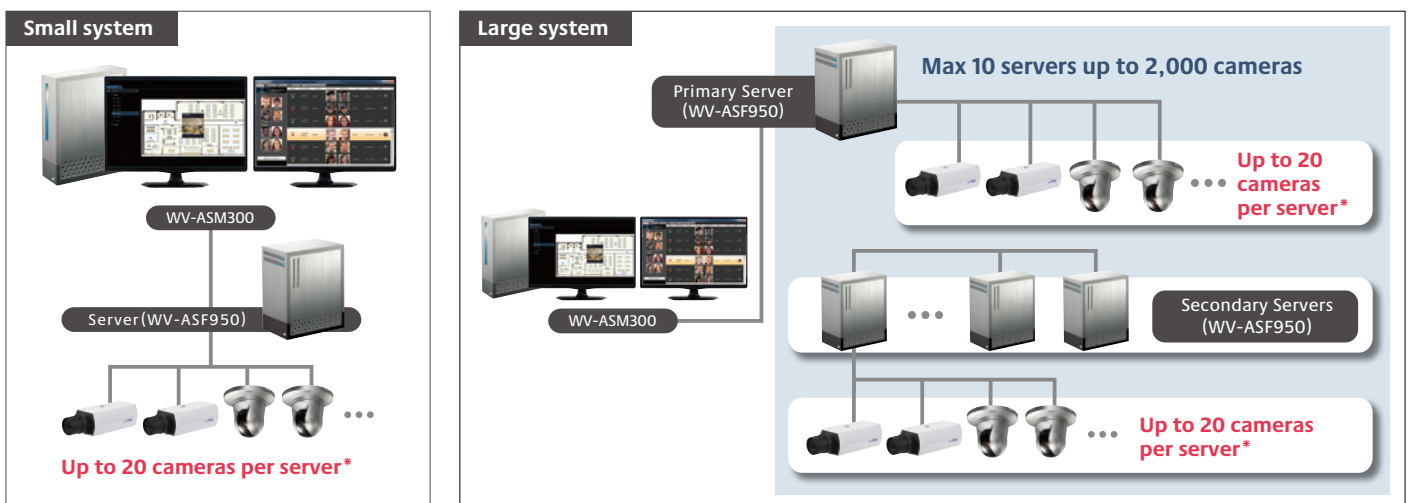 Small system
WV-ASM300
Server(WV-ASF950)
Up to 20 cameras per server*
Large system
Max 10 servers up to 2,000 cameras
Primary Server
(WV-ASF950)
Up to 20
cameras
per server*
WV-ASM300
Secondary Servers
(WV-ASF950)
Up to 20 cameras
per server*